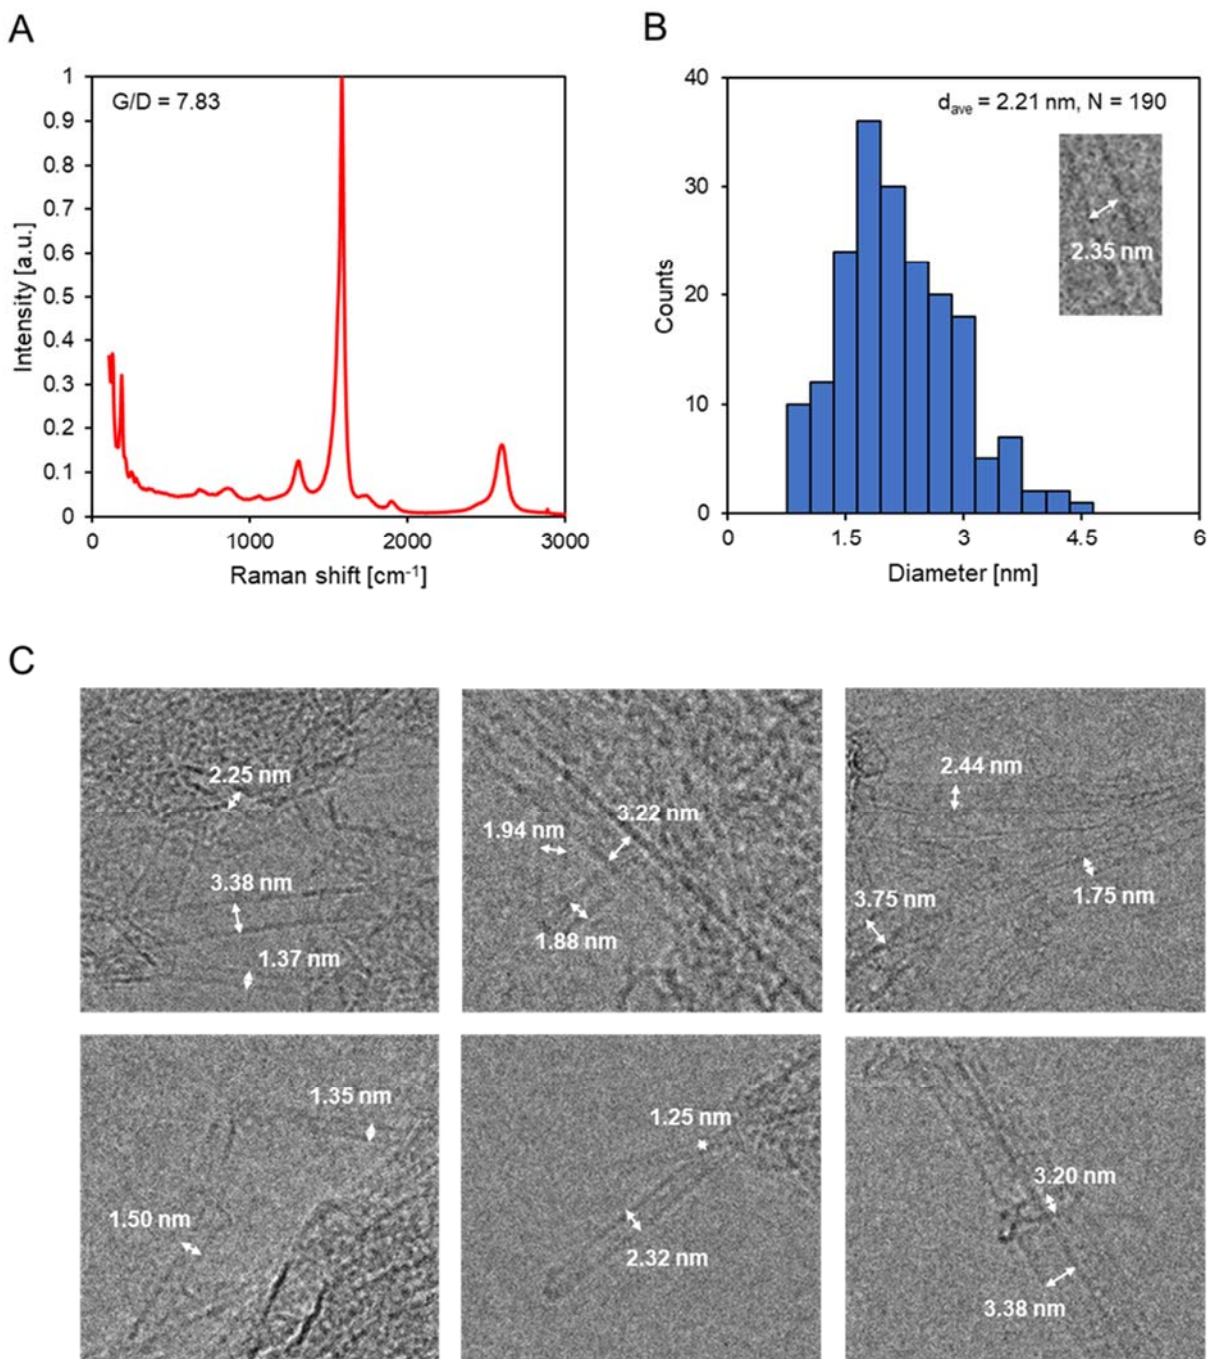 A
G/D = 7.83
1
0.9
0.8
0.7
0.6
0.5
0.4
0.3
0.2
0.1
0
Intensity [a.u.]
0 1000 2000 3000
Raman shift [cm⁻¹]
B
d_ave = 2.21 nm, N = 190
2.35 nm
40
30
20
10
0
Counts
0 1.5 3 4.5 6
Diameter [nm]
C
2.25 nm
3.38 nm
1.37 nm
3.22 nm
1.94 nm
1.88 nm
2.44 nm
1.75 nm
3.75 nm
1.35 nm
1.50 nm
1.25 nm
2.32 nm
3.20 nm
3.38 nm